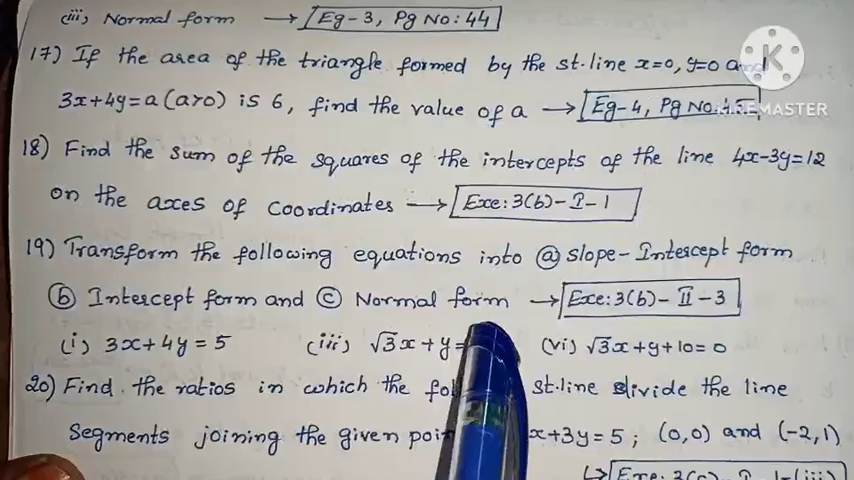 (iii) Normal form → Eg-3, Pg No: 44
17) If the area of the triangle formed by the st.line x=0, y=0 and
3x+4y=a (a>0) is 6, find the value of a → Eg-4, Pg No:
KINEMASTER
18) Find the sum of the squares of the intercepts of the line 4x-3y=12
on the axes of coordinates → Exe: 3(b)-I-1
19) Transform the following equations into ⓐ slope-Intercept form
ⓑ Intercept form and ⓒ Normal form → Exe: 3(b)-II-3
(i) 3x+4y=5 (iii) √3x+y= (vi) √3x+y+10=0
20) Find the ratios in which the st.line divide the line
Segments joining the given x+3y=5; (0,0) and (-2,1)